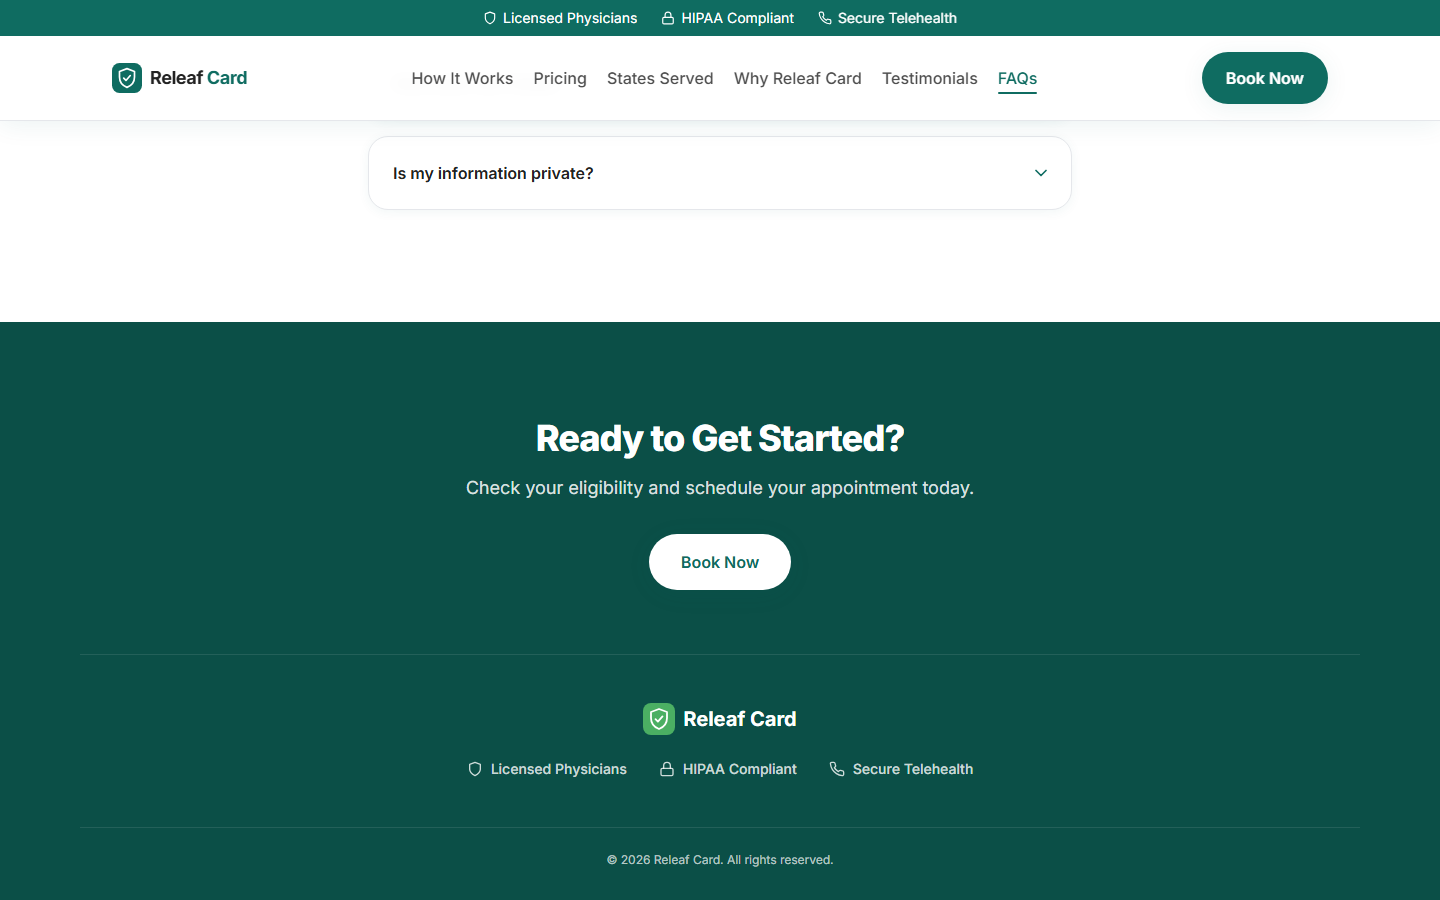 Licensed Physicians HIPAA Compliant Secure Telehealth
Releaf Card How It Works Pricing States Served Why Releaf Card Testimonials FAQs Book Now
Is my information private?
Ready to Get Started?
Check your eligibility and schedule your appointment today.
Book Now
Releaf Card
Licensed Physicians HIPAA Compliant Secure Telehealth
© 2026 Releaf Card. All rights reserved.